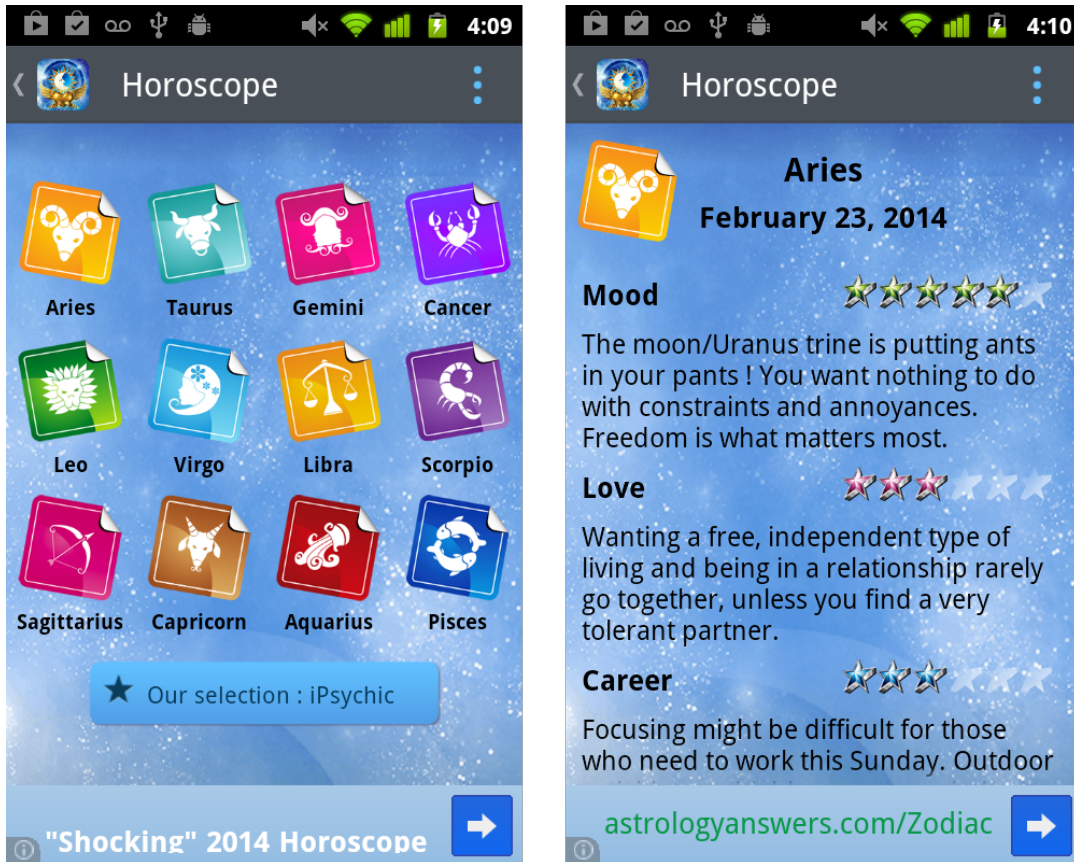 4:09
Horoscope
Aries Taurus Gemini Cancer
Leo Virgo Libra Scorpio
Sagittarius Capricorn Aquarius Pisces
Our selection : iPsychic
"Shocking" 2014 Horoscope
4:10
Horoscope
Aries
February 23, 2014
Mood
The moon/Uranus trine is putting ants
in your pants ! You want nothing to do
with constraints and annoyances.
Freedom is what matters most.
Love
Wanting a free, independent type of
living and being in a relationship rarely
go together, unless you find a very
tolerant partner.
Career
Focusing might be difficult for those
who need to work this Sunday. Outdoor
astrologyanswers.com/Zodiac